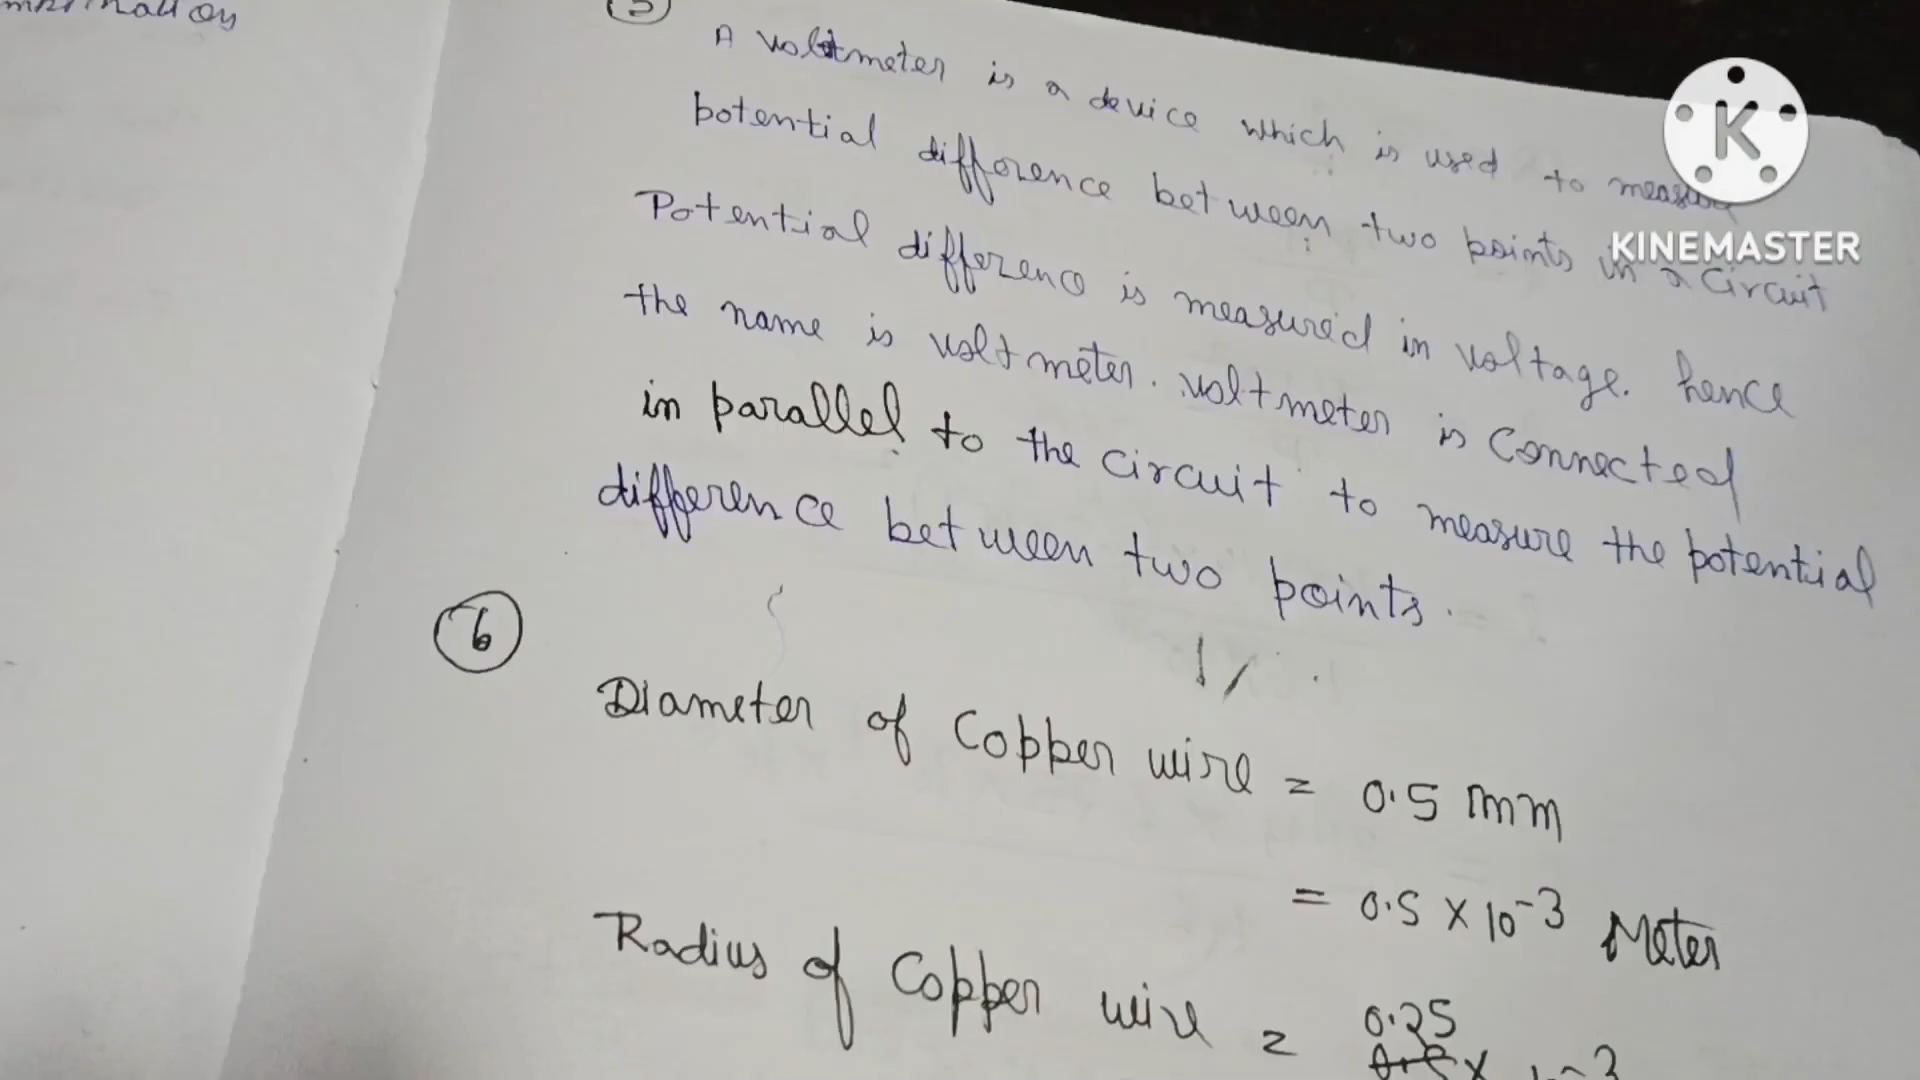 5
A voltmeter is a device which is used to measure
potential difference between two points in a circuit
Potential difference is measured in voltage. hence
the name is voltmeter. voltmeter is connected
in parallel to the circuit to measure the potential
difference between two points.
6
Diameter of Copper wire = 0.5 mm
= 0.5 × 10⁻³ Meter
Radius of Copper wire = 0.25
K
KINEMASTER